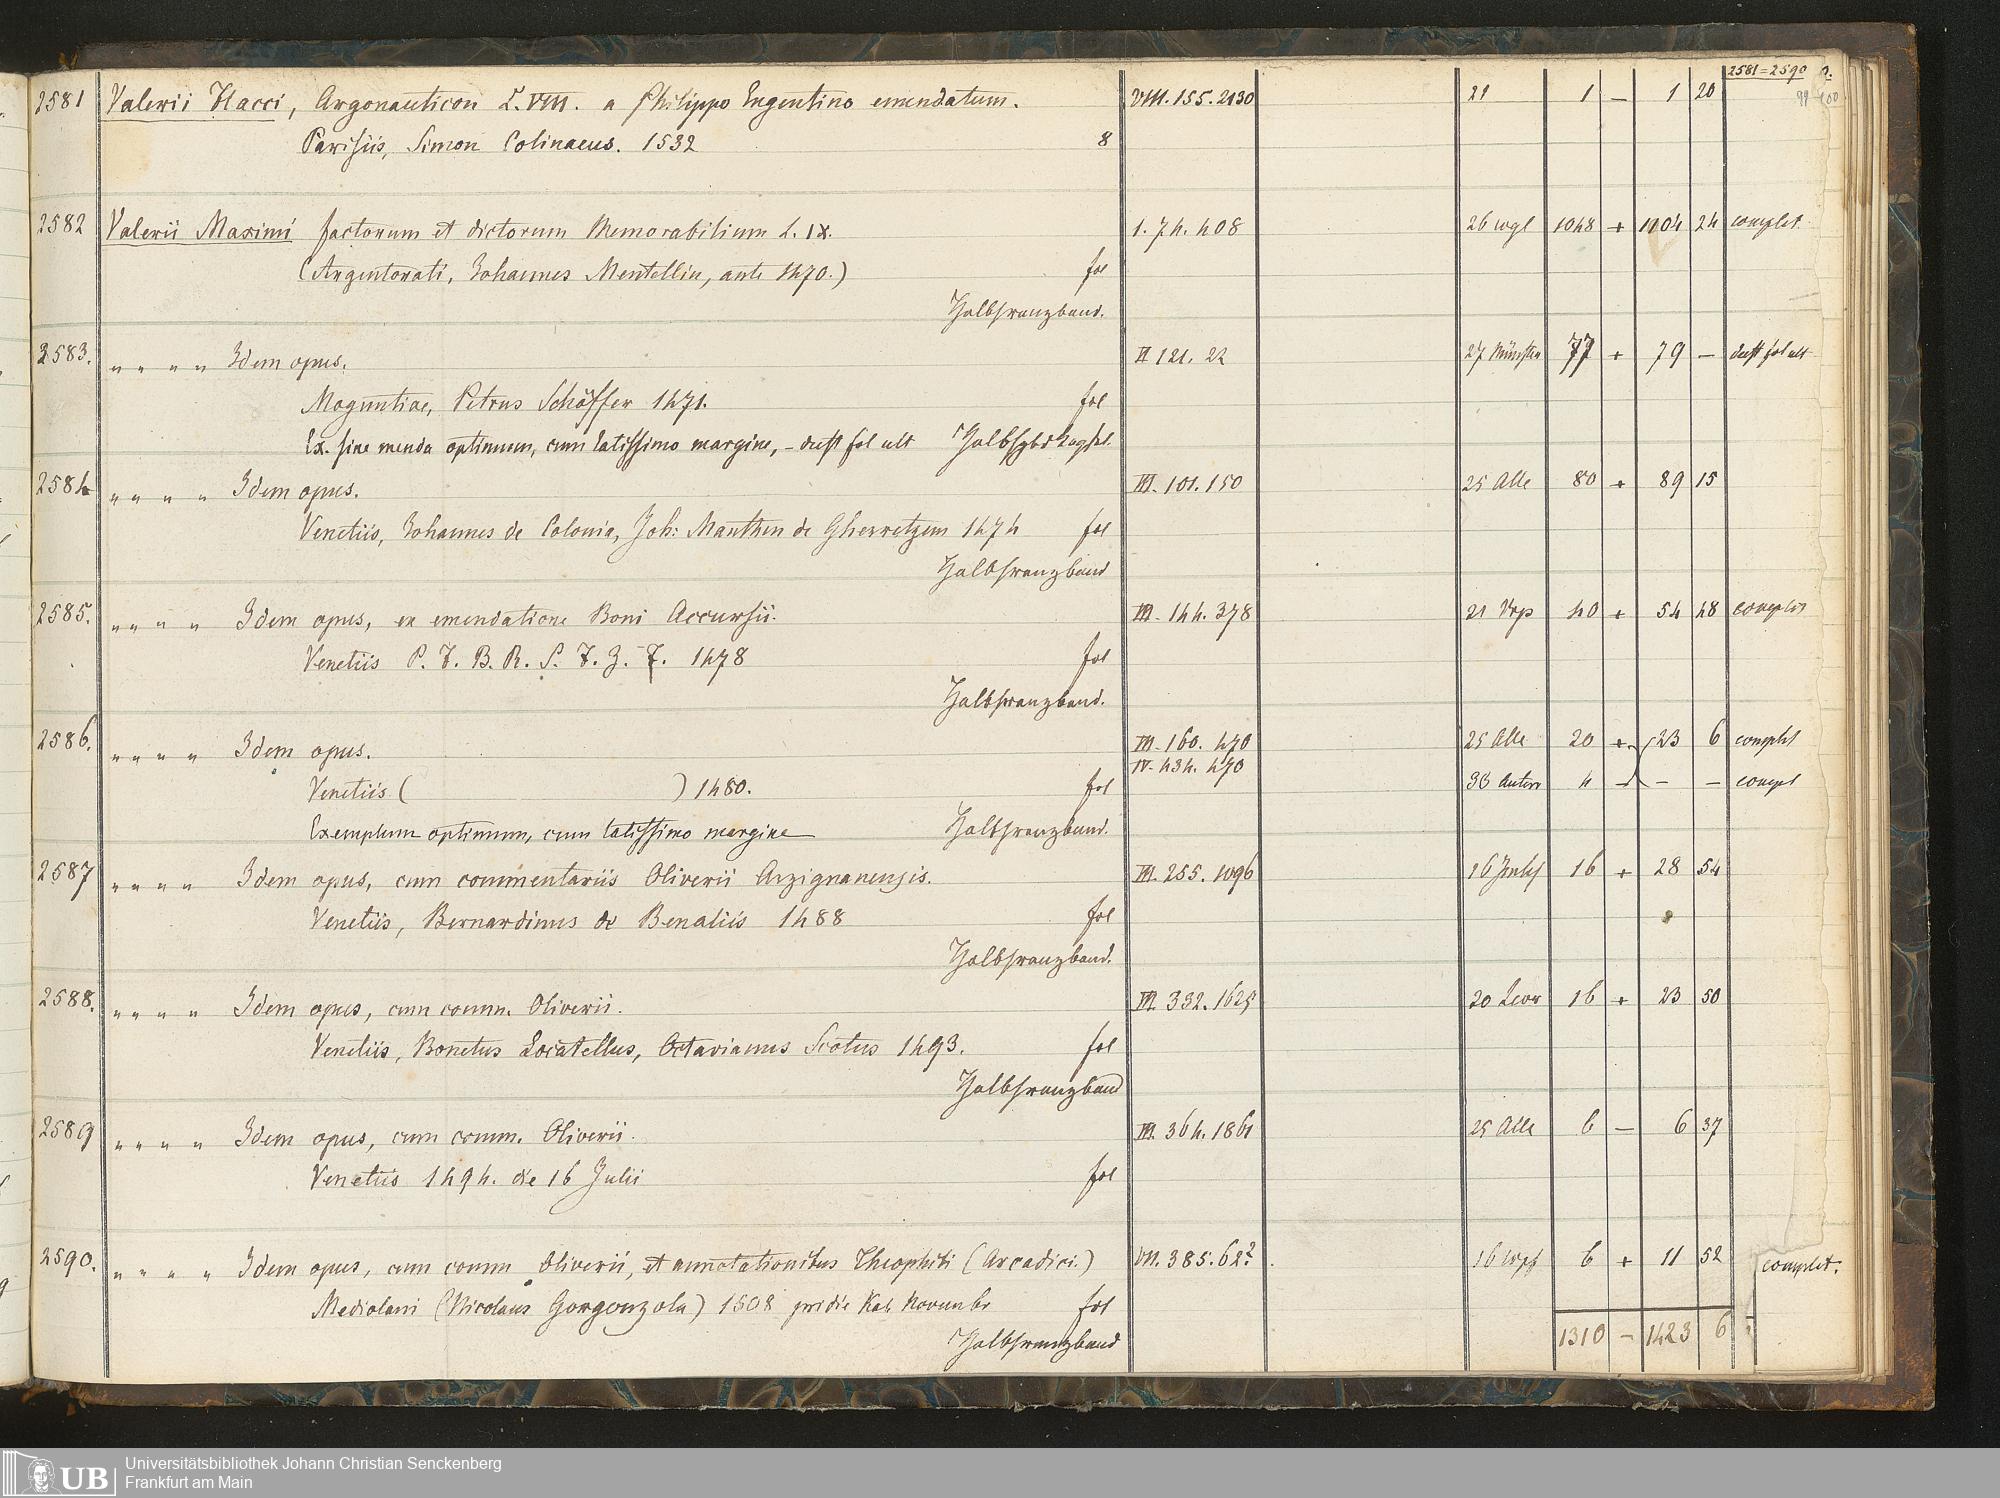 2581 = 2590
2581 Valerii Flacci, Argonauticon L. VIII. a Philippo Engentino emendatum. VIII. 155. 2130 21 1 – 1 20
Parisiis, Simon Colinaeus. 1532 8
2582 Valerii Maximi factorum et dictorum Memorabilium L. IX. 1. 74. 408 26 wgl 1048 + 1104 24 complet.
(Argentorati, Johannes Mentellin, ante 1470.) fol
Halbfranzband.
2583. " " " " Idem opus. II 121. 22 27 Münster 77 + 79 – deest fol ult
Moguntiae, Petrus Schöffer 1471. fol
Ex. sine menda optimum, cum latissimo margine, – deest fol ult
2584 " " " " Idem opus. III. 101. 150 25 Alle 80 + 89 15
Venetiis, Johannes de Colonia, Joh: Manthen de Gherretzem 1474 fol
Halbfranzband
2585. " " " " Idem opus, ex emendatione Boni Accursii. III. 144. 378 21 40 + 54 48 complet
Venetiis P. T. B. R. S. T. Z. T. 1478 fol
Halbfranzband.
2586. " " " " Idem opus. III. 160. 470 25 Alle 20 + 23 6 complet
IV. 434. 470
Venetiis ( ) 1480. fol 4 – – – compl
Exemplum optimum, cum latissimo margine Halbfranzband.
2587 " " " " Idem opus, cum commentariis Oliverii Arzignanensis. III. 255. 1096 16 16 + 28 54
Venetiis, Bernardinus de Benaliis 1488 fol
Halbfranzband.
2588. " " " " Idem opus, cum comm. Oliverii. III. 332. 1625 20 16 + 23 50
Venetiis, Bonetus Locatellus, Octavianus Scotus 1493. fol
Halbfranzband
2589 " " " " Idem opus, cum comm. Oliverii. III. 364. 1861 25 Alle 6 – 6 37
Venetiis 1494. die 16 Julii fol
2590. " " " " Idem opus, cum comm Oliverii, et annotationibus Theophili (Arcadici.) VII. 385. 62? 16 6 + 11 52 complet.
Mediolani (Nicolaus Gorgonzola) 1508 pridie Kal. Novembr fol
Halbfranzband 1310 – 1423 6
UB Universitätsbibliothek Johann Christian Senckenberg
Frankfurt am Main